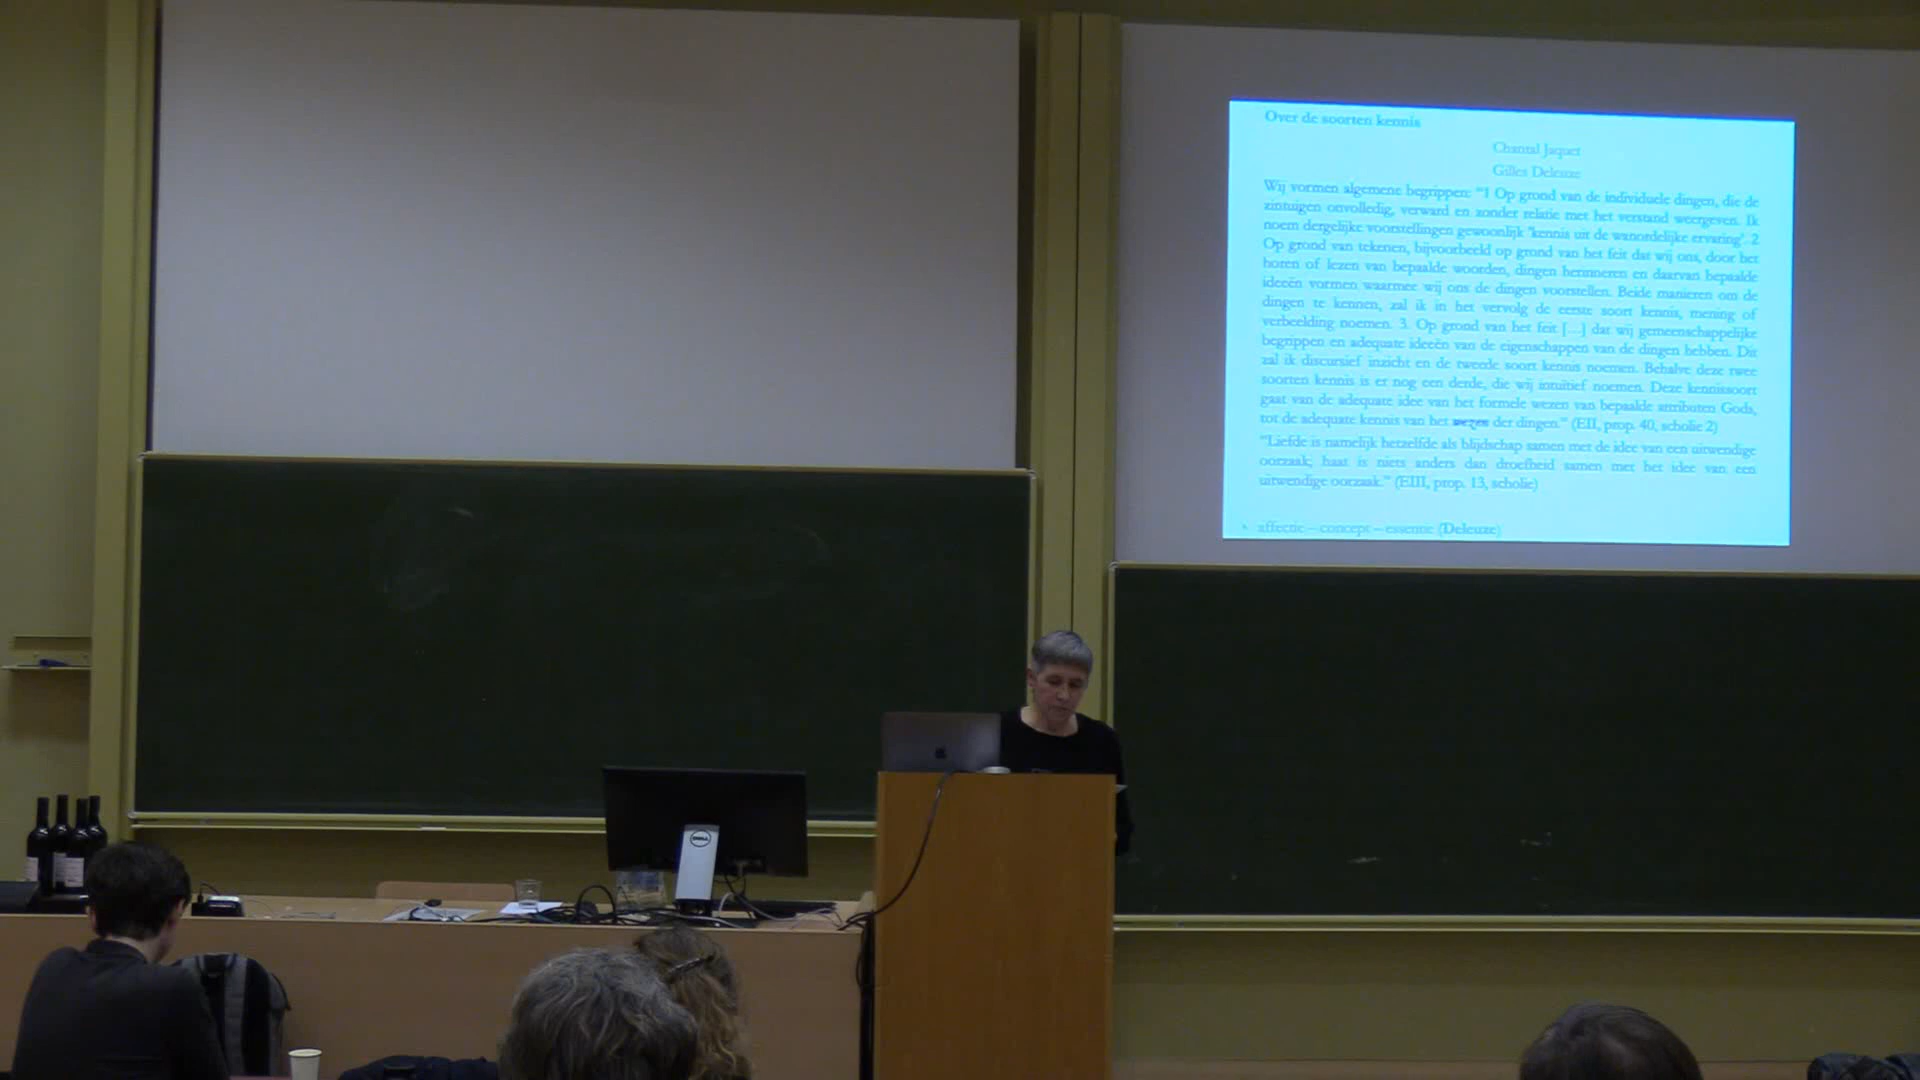 Over de soorten kennis
Chantal Jaquet
Gilles Deleuze
Wij vormen algemene begrippen: "1 Op grond van de individuele dingen, die de
zintuigen onvolledig, verward en zonder relatie met het verstand weergeven. Ik
noem dergelijke voorstellingen gewoonlijk 'kennis uit de wanordelijke ervaring'. 2
Op grond van tekenen, bijvoorbeeld op grond van het feit dat wij ons, door het
horen of lezen van bepaalde woorden, dingen herinneren en daarvan bepaalde
ideeën vormen waarmee wij ons de dingen voorstellen. Beide manieren om de
dingen te kennen, zal ik in het vervolg de eerste soort kennis, mening of
verbeelding noemen. 3. Op grond van het feit [...] dat wij gemeenschappelijke
begrippen en adequate ideeën van de eigenschappen van de dingen hebben. Dit
zal ik discursief inzicht en de tweede soort kennis noemen. Behalve deze twee
soorten kennis is er nog een derde, die wij intuïtief noemen. Deze kennissoort
gaat van de adequate idee van het formele wezen van bepaalde attributen Gods,
tot de adequate kennis van het wezen der dingen." (EII, prop. 40, scholie 2)
"Liefde is namelijk hetzelfde als blijdschap samen met de idee van een uitwendige
oorzaak; haat is niets anders dan droefheid samen met het idee van een
uitwendige oorzaak." (EIII, prop. 13, scholie)
affectie – concept – essentie (Deleuze)
DELL